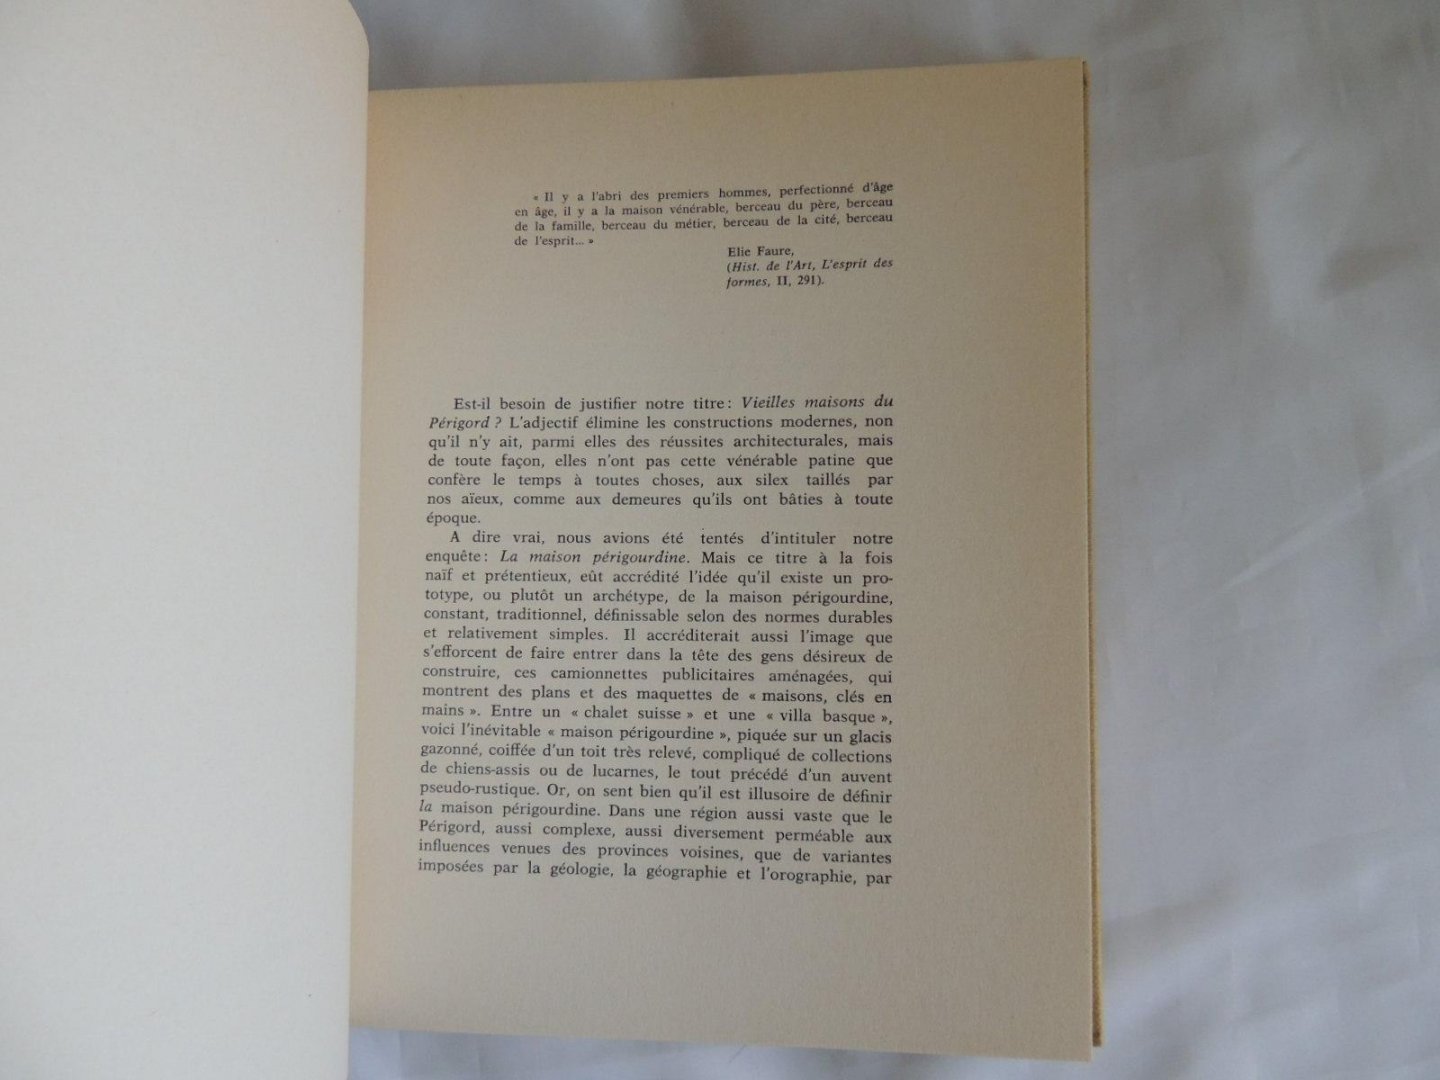 « Il y a l'abri des premiers hommes, perfectionné d'âge
en âge, il y a la maison vénérable, berceau du père, berceau
de la famille, berceau du métier, berceau de la cité, berceau
de l'esprit... »
Elie Faure,
(Hist. de l'Art, L'esprit des
formes, II, 291).
Est-il besoin de justifier notre titre : Vieilles maisons du
Périgord ? L'adjectif élimine les constructions modernes, non
qu'il n'y ait, parmi elles des réussites architecturales, mais
de toute façon, elles n'ont pas cette vénérable patine que
confère le temps à toutes choses, aux silex taillés par
nos aïeux, comme aux demeures qu'ils ont bâties à toute
époque.
A dire vrai, nous avions été tentés d'intituler notre
enquête : La maison périgourdine. Mais ce titre à la fois
naïf et prétentieux, eût accrédité l'idée qu'il existe un pro-
totype, ou plutôt un archétype, de la maison périgourdine,
constant, traditionnel, définissable selon des normes durables
et relativement simples. Il accréditerait aussi l'image que
s'efforcent de faire entrer dans la tête des gens désireux de
construire, ces camionnettes publicitaires aménagées, qui
montrent des plans et des maquettes de « maisons, clés en
mains ». Entre un « chalet suisse » et une « villa basque »,
voici l'inévitable « maison périgourdine », piquée sur un glacis
gazonné, coiffée d'un toit très relevé, compliqué de collections
de chiens-assis ou de lucarnes, le tout précédé d'un auvent
pseudo-rustique. Or, on sent bien qu'il est illusoire de définir
la maison périgourdine. Dans une région aussi vaste que le
Périgord, aussi complexe, aussi diversement perméable aux
influences venues des provinces voisines, que de variantes
imposées par la géologie, la géographie et l'orographie, par